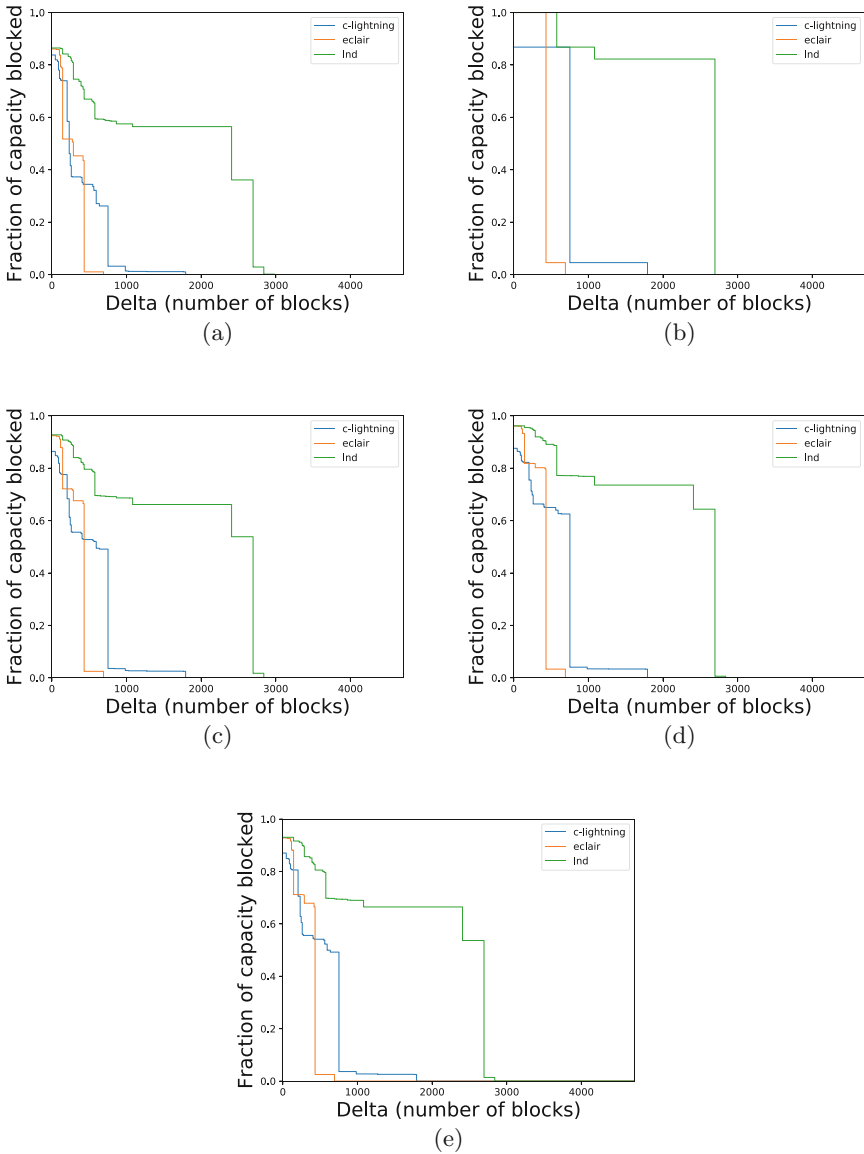 Fraction of capacity blocked
1.0
0.8
0.6
0.4
0.2
0.0
c-lightning
eclair
lnd
0 1000 2000 3000 4000
Delta (number of blocks)
(a)
Fraction of capacity blocked
1.0
0.8
0.6
0.4
0.2
0.0
c-lightning
eclair
lnd
0 1000 2000 3000 4000
Delta (number of blocks)
(b)
Fraction of capacity blocked
1.0
0.8
0.6
0.4
0.2
0.0
c-lightning
eclair
lnd
0 1000 2000 3000 4000
Delta (number of blocks)
(c)
Fraction of capacity blocked
1.0
0.8
0.6
0.4
0.2
0.0
c-lightning
eclair
lnd
0 1000 2000 3000 4000
Delta (number of blocks)
(d)
Fraction of capacity blocked
1.0
0.8
0.6
0.4
0.2
0.0
c-lightning
eclair
lnd
0 1000 2000 3000 4000
Delta (number of blocks)
(e)